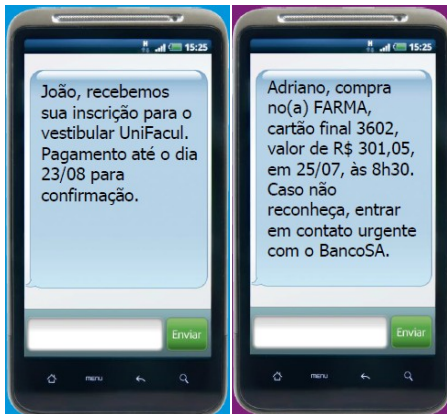 15:25
João, recebemos
sua inscrição para o
vestibular UniFacul.
Pagamento até o dia
23/08 para
confirmação.
Enviar
menu
15:25
Adriano, compra
no(a) FARMA,
cartão final 3602,
valor de R$ 301,05,
em 25/07, às 8h30.
Caso não
reconheça, entrar
em contato urgente
com o BancoSA.
Enviar
menu